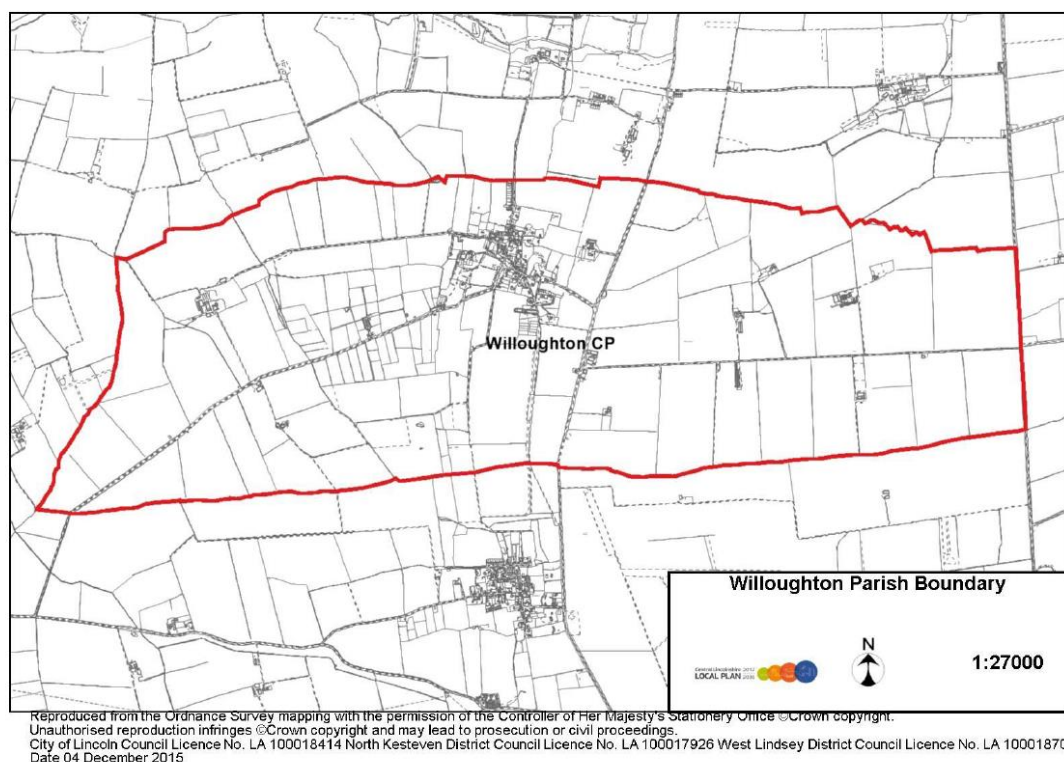 Willoughton CP
Willoughton Parish Boundary
N
1:27000
Central Lincolnshire
LOCAL PLAN
Reproduced from the Ordnance Survey mapping with the permission of the Controller of Her Majesty's Stationery Office ©Crown copyright.
Unauthorised reproduction infringes ©Crown copyright and may lead to prosecution or civil proceedings.
City of Lincoln Council Licence No. LA 100018414 North Kesteven District Council Licence No. LA 100017926 West Lindsey District Council Licence No. LA 10001870
Date 04 December 2015